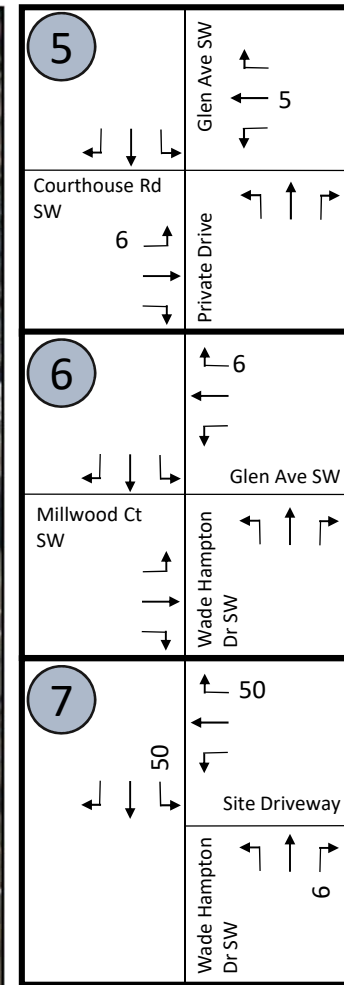 5
Glen Ave SW
5
Courthouse Rd
SW
6
Private Drive
6
6
Glen Ave SW
Millwood Ct
SW
Wade Hampton
Dr SW
7
50
50
Site Driveway
Wade Hampton
Dr SW
6